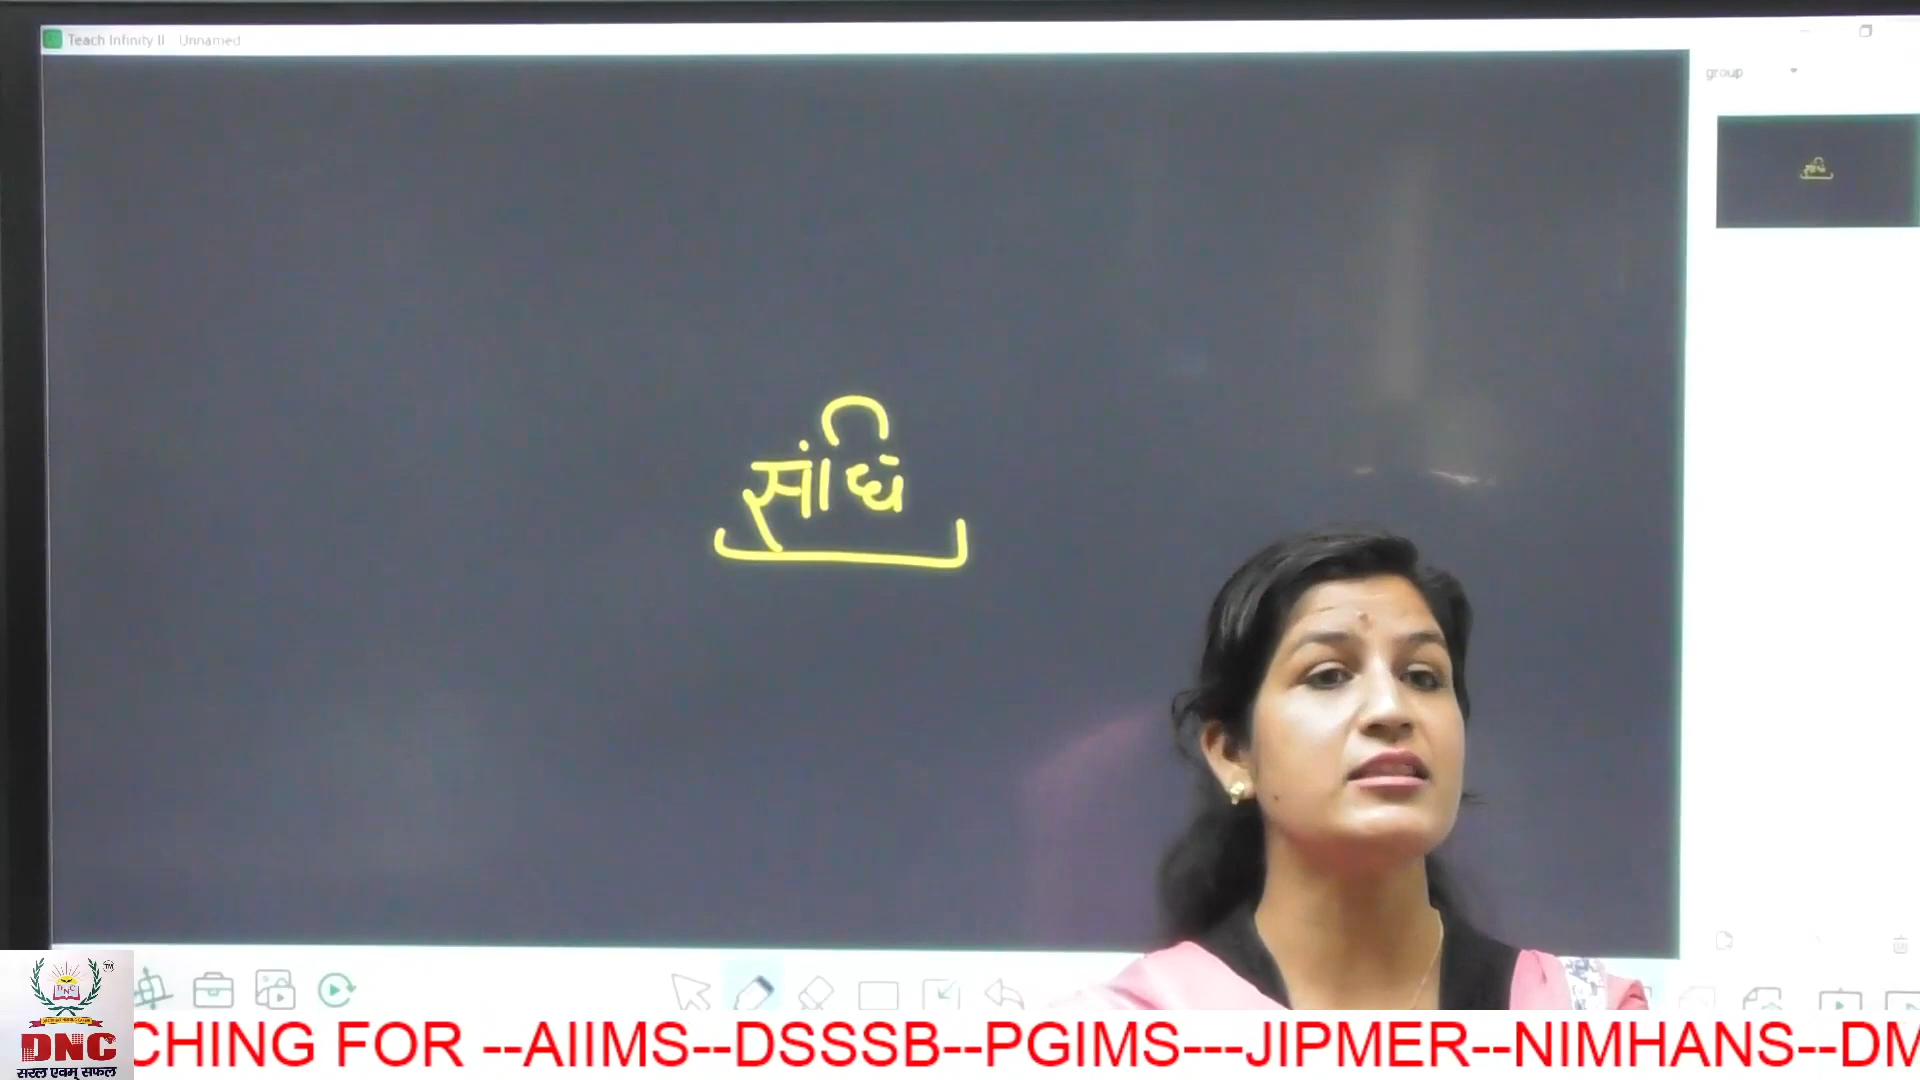 Teach Infinity II Unnamed
group
संधि
DNC
सरल एवम् सफल
CHING FOR --AIIMS--DSSSB--PGIMS---JIPMER--NIMHANS--DM